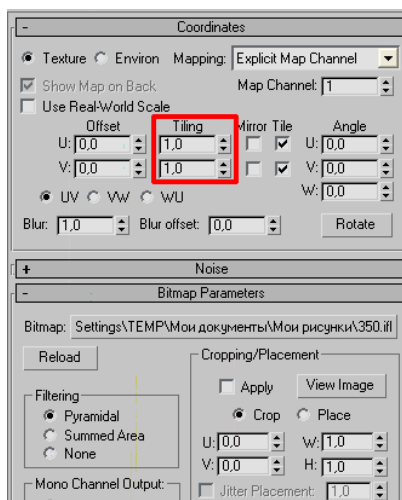 - Coordinates
Texture Environ Mapping: Explicit Map Channel
Show Map on Back Map Channel: 1
Use Real-World Scale
Offset Tiling Mirror Tile Angle
U: 0,0 1,0 U: 0,0
V: 0,0 1,0 V: 0,0
W: 0,0
UV VW WU
Blur: 1,0 Blur offset: 0,0 Rotate
+ Noise
- Bitmap Parameters
Bitmap: Settings\TEMP\Мои документы\Мои рисунки\350.ifl
Reload Cropping/Placement
Apply View Image
Filtering
Pyramidal Crop Place
Summed Area U: 0,0 W: 1,0
None V: 0,0 H: 1,0
Mono Channel Output: Jitter Placement: 1,0